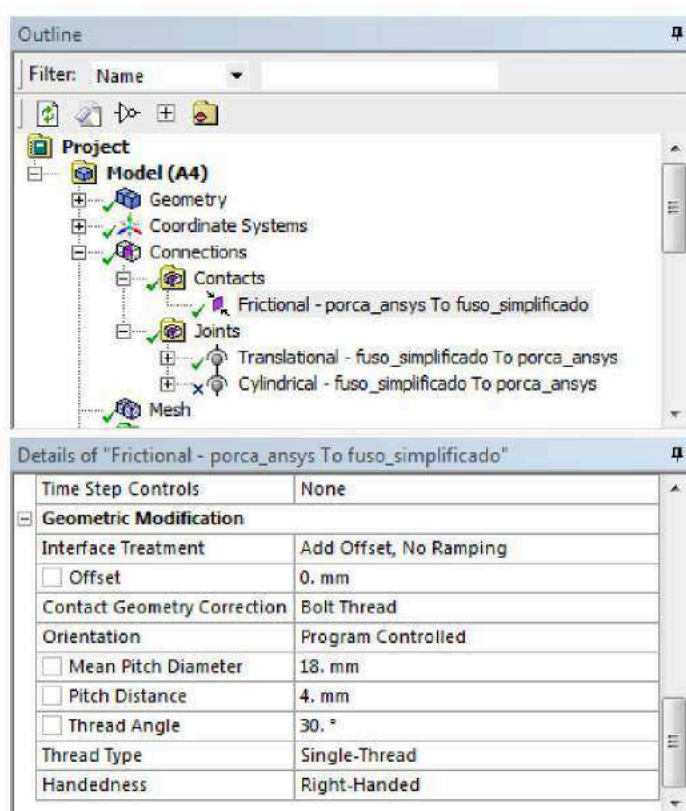 Outline
Filter: Name
Project
Model (A4)
Geometry
Coordinate Systems
Connections
Contacts
Frictional - porca_ansys To fuso_simplificado
Joints
Translational - fuso_simplificado To porca_ansys
Cylindrical - fuso_simplificado To porca_ansys
Mesh
Details of "Frictional - porca_ansys To fuso_simplificado"
Time Step Controls None
Geometric Modification
Interface Treatment Add Offset, No Ramping
Offset 0. mm
Contact Geometry Correction Bolt Thread
Orientation Program Controlled
Mean Pitch Diameter 18. mm
Pitch Distance 4. mm
Thread Angle 30. °
Thread Type Single-Thread
Handedness Right-Handed